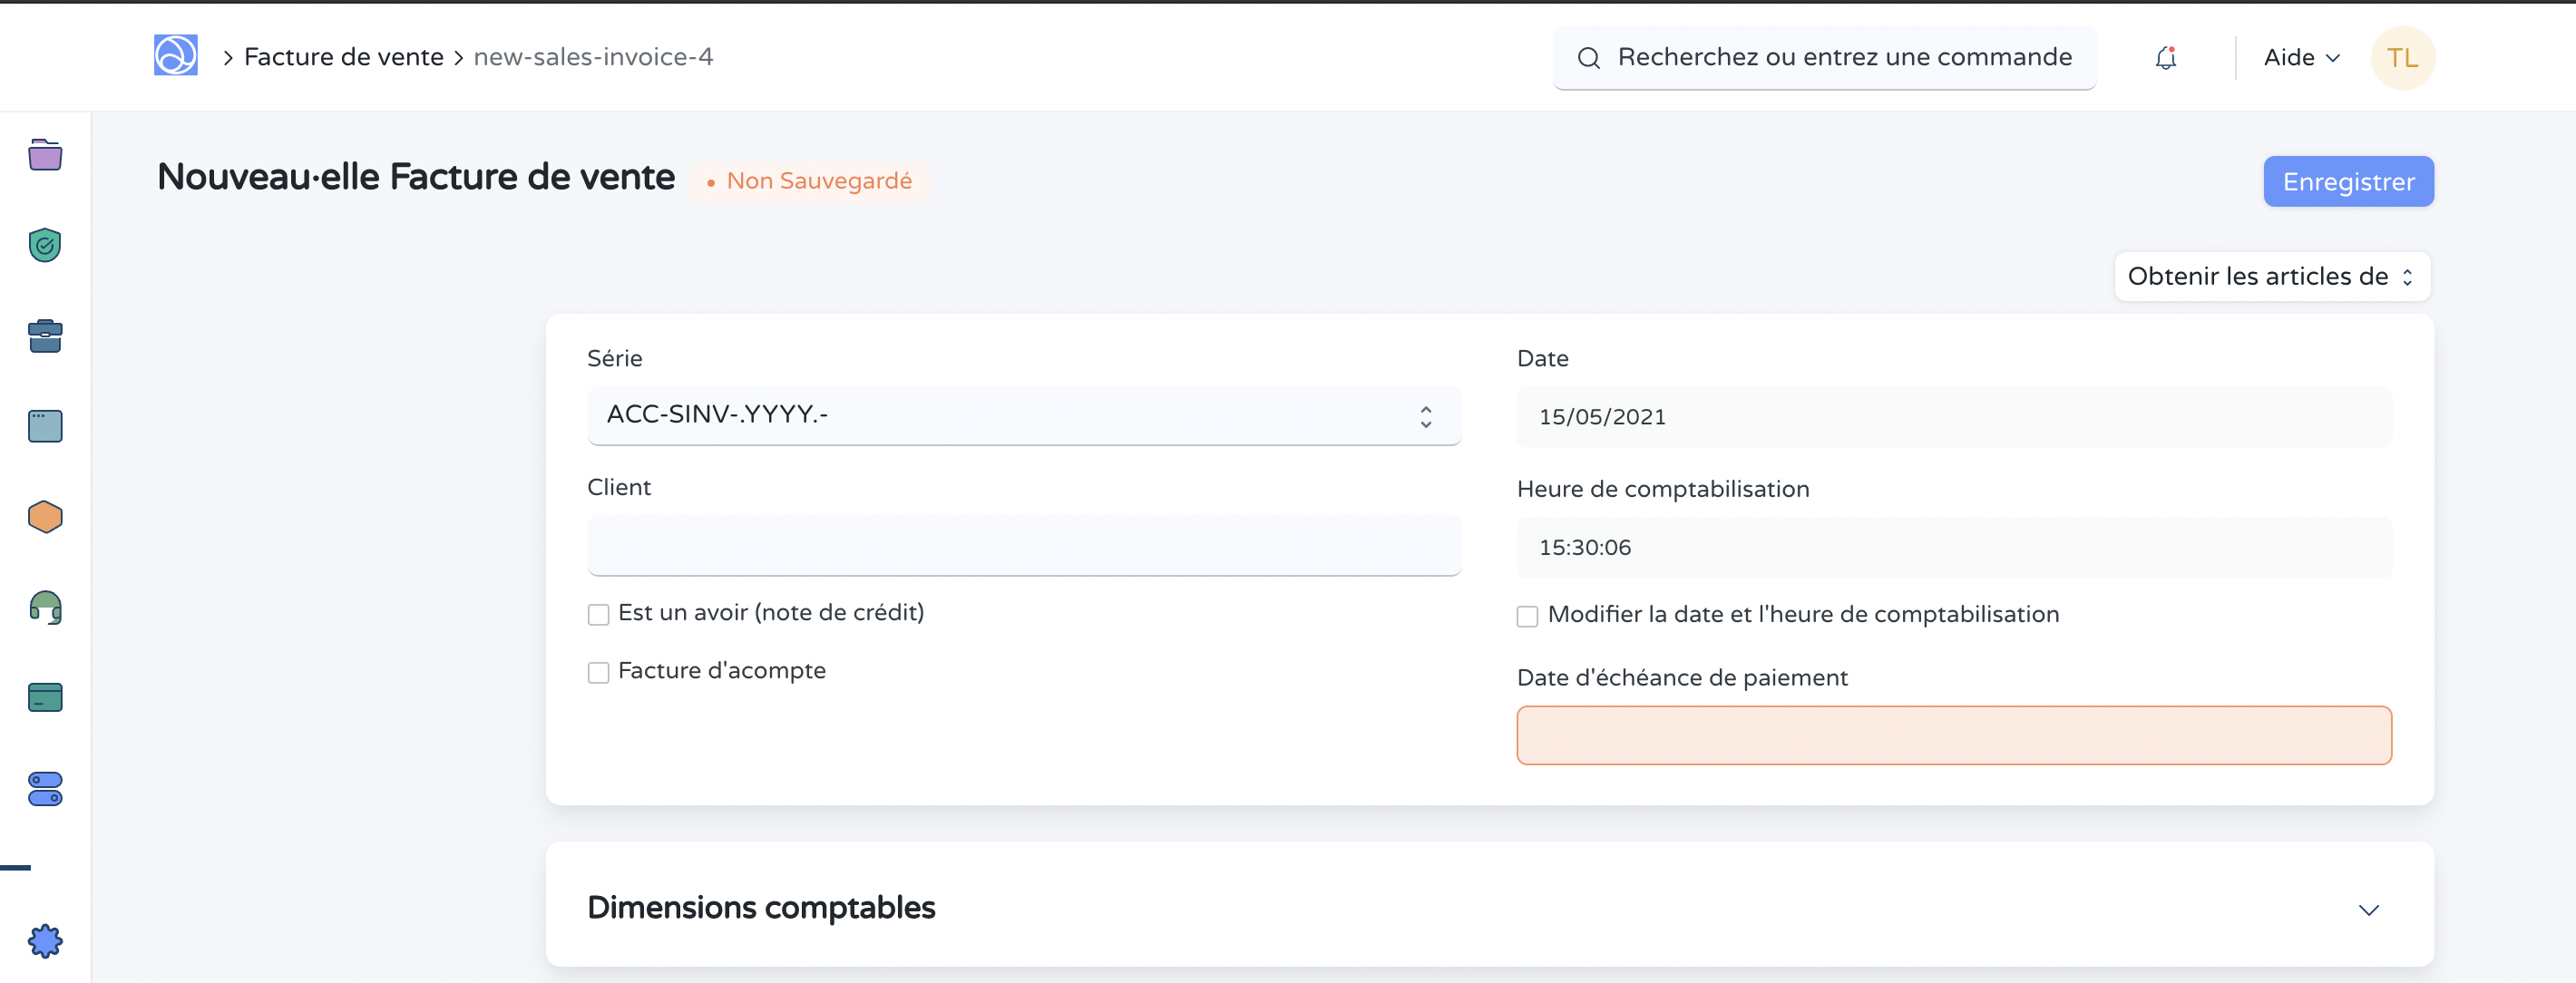 Facture de vente
new-sales-invoice-4
Recherchez ou entrez une commande
Aide
TL
Nouveau·elle Facture de vente
Non Sauvegardé
Enregistrer
Obtenir les articles de
Série
ACC-SINV-.YYYY.-
Client
Est un avoir (note de crédit)
Facture d'acompte
Date
15/05/2021
Heure de comptabilisation
15:30:06
Modifier la date et l'heure de comptabilisation
Date d'échéance de paiement
Dimensions comptables